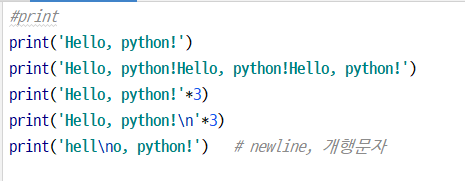 #print
print('Hello, python!')
print('Hello, python!Hello, python!Hello, python!')
print('Hello, python!'*3)
print('Hello, python!\n'*3)
print('hell\no, python!')   # newline, 개행문자